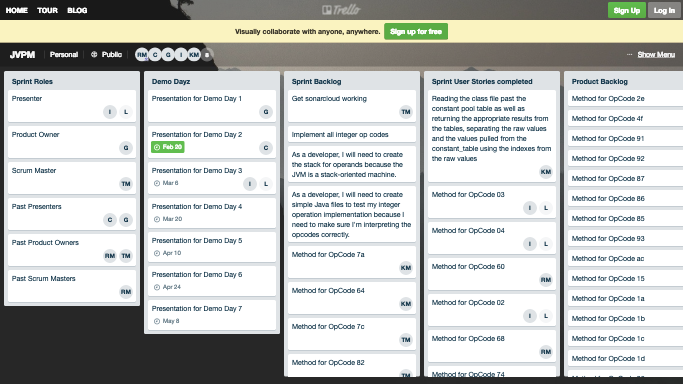 HOME TOUR BLOG
Trello
Sign Up Log In
Visually collaborate with anyone, anywhere. Sign up for free
JVPM Personal Public RM C G I KM 8 ··· Show Menu
Sprint Roles
Presenter
I L
Product Owner
G
Scrum Master
TM
Past Presenters
C G
Past Product Owners
RM TM
Past Scrum Masters
RM
Demo Dayz
Presentation for Demo Day 1
G
Presentation for Demo Day 2
C
Presentation for Demo Day 3
Mar 6 I L
Presentation for Demo Day 4
Mar 20
Presentation for Demo Day 5
Apr 10
Presentation for Demo Day 6
Apr 24
Presentation for Demo Day 7
May 8
Sprint Backlog
Get sonarcloud working
TM
Implement all integer op codes
As a developer, I will need to create
the stack for operands because the
JVM is a stack-oriented machine.
As a developer, I will need to create
simple Java files to test my integer
operation implementation because I
need to make sure I'm interpreting the
opcodes correctly.
Method for OpCode 7a
KM
Method for OpCode 64
KM
Method for OpCode 7c
TM
Method for OpCode 82
TM
Sprint User Stories completed
Reading the class file past the
constant pool table as well as
returning the appropriate results from
the tables, separating the raw values
and the values pulled from the
constant_table using the indexes from
the raw values
KM
Method for OpCode 03
I L
Method for OpCode 04
I L
Method for OpCode 60
RM
Method for OpCode 02
I L
Method for OpCode 68
RM
Method for OpCode 74
Product Backlog
Method for OpCode 2e
Method for OpCode 4f
Method for OpCode 91
Method for OpCode 92
Method for OpCode 87
Method for OpCode 86
Method for OpCode 85
Method for OpCode 93
Method for OpCode ac
Method for OpCode 15
Method for OpCode 1a
Method for OpCode 1b
Method for OpCode 1c
Method for OpCode 1d